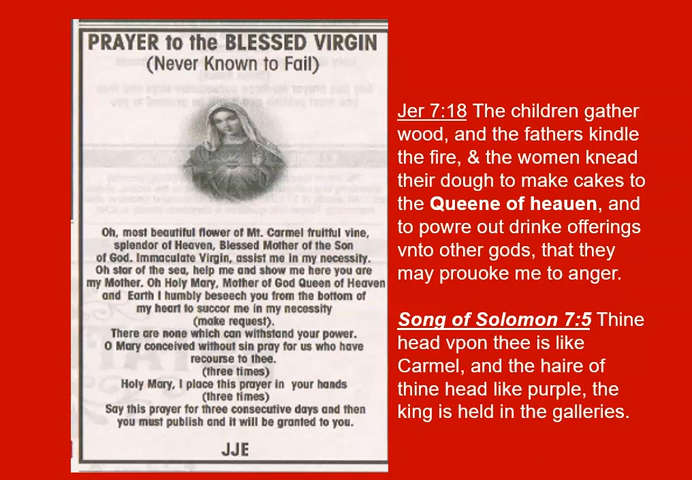 PRAYER to the BLESSED VIRGIN
(Never Known to Fail)
Oh, most beautiful flower of Mt. Carmel fruitful vine,
splendor of Heaven, Blessed Mother of the Son
of God. Immaculate Virgin, assist me in my necessity.
Oh star of the sea, help me and show me here you are
my Mother. Oh Holy Mary, Mother of God Queen of Heaven
and Earth I humbly beseech you from the bottom of
my heart to succor me in my necessity
(make request).
There are none which can withstand your power.
O Mary conceived without sin pray for us who have
recourse to thee.
(three times)
Holy Mary, I place this prayer in your hands
(three times)
Say this prayer for three consecutive days and then
you must publish and it will be granted to you.
JJE
Jer 7:18 The children gather
wood, and the fathers kindle
the fire, & the women knead
their dough to make cakes to
the Queene of heauen, and
to powre out drinke offerings
vnto other gods, that they
may prouoke me to anger.
Song of Solomon 7:5 Thine
head vpon thee is like
Carmel, and the haire of
thine head like purple, the
king is held in the galleries.